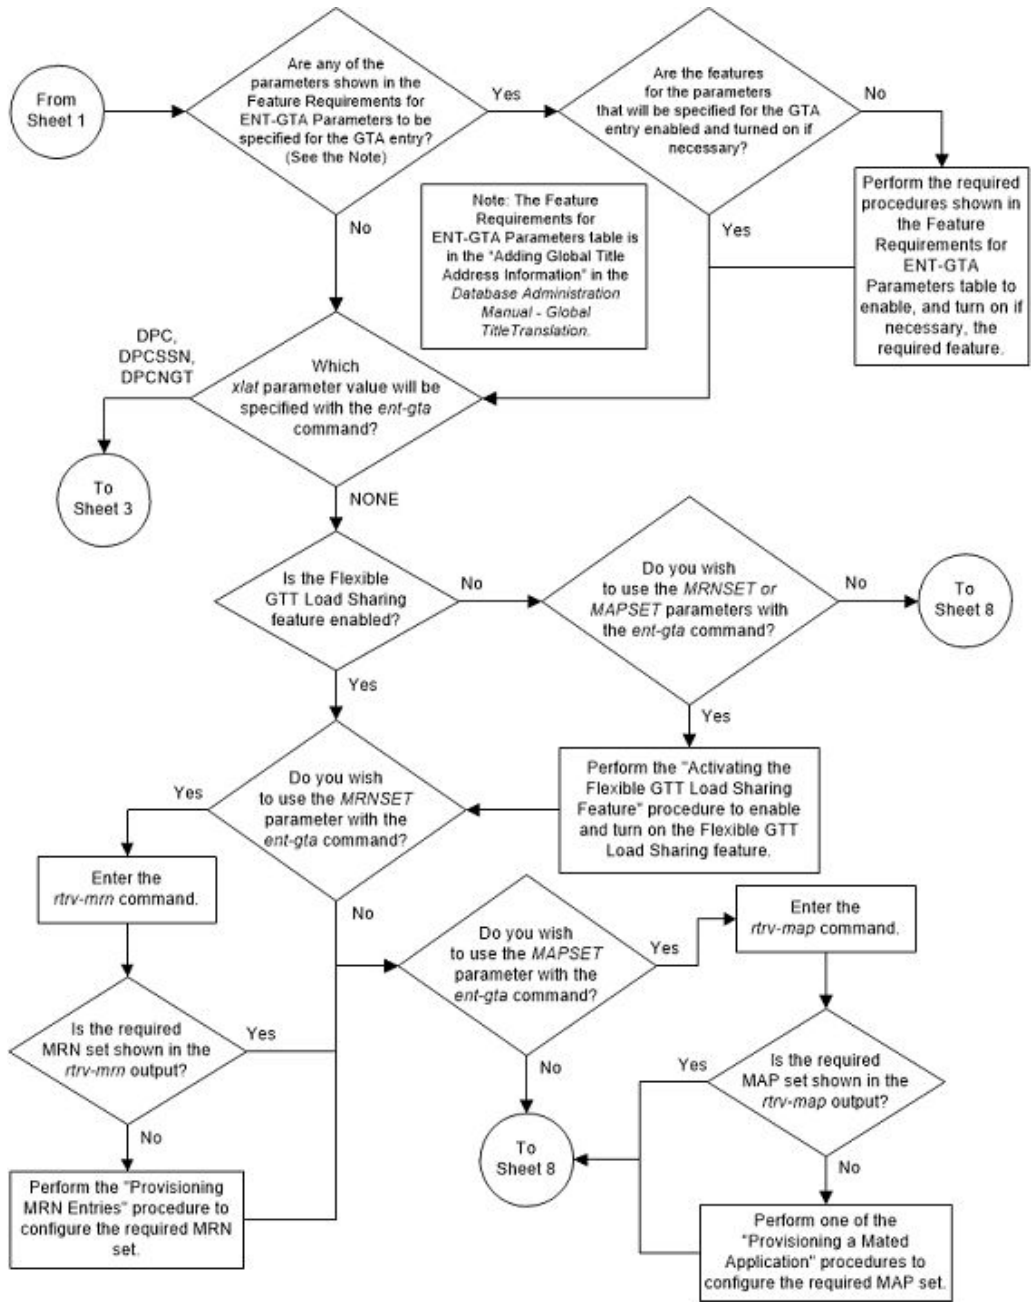 From
Sheet 1
Are any of the
parameters shown in the
Feature Requirements for
ENT-GTA Parameters to be
specified for the GTA entry?
(See the Note)
Yes
Are the features
for the parameters
that will be specified for the GTA
entry enabled and turned on if
necessary?
No
Perform the required
procedures shown in
the Feature
Requirements for
ENT-GTA
Parameters table to
enable, and turn on if
necessary, the
required feature.
No
Note: The Feature
Requirements for
ENT-GTA Parameters table is
in the "Adding Global Title
Address Information" in the
Database Administration
Manual - Global
TitleTranslation.
Yes
DPC,
DPCSSN,
DPCNGT
Which
xlat parameter value will be
specified with the ent-gta
command?
To
Sheet 3
NONE
Is the Flexible
GTT Load Sharing
feature enabled?
No
Do you wish
to use the MRNSET or
MAPSET parameters with
the ent-gta command?
No
To
Sheet 8
Yes
Yes
Do you wish
to use the MRNSET
parameter with the
ent-gta command?
Yes
Perform the "Activating the
Flexible GTT Load Sharing
Feature" procedure to enable
and turn on the Flexible GTT
Load Sharing feature.
Enter the
rtrv-mrn command.
No
Do you wish
to use the MAPSET
parameter with the
ent-gta command?
Yes
Enter the
rtrv-map command.
Is the required
MRN set shown in the
rtrv-mrn output?
Yes
No
Is the required
MAP set shown in the
rtrv-map output?
Yes
No
To
Sheet 8
No
Perform the "Provisioning
MRN Entries" procedure to
configure the required MRN
set.
Perform one of the
"Provisioning a Mated
Application" procedures to
configure the required MAP set.